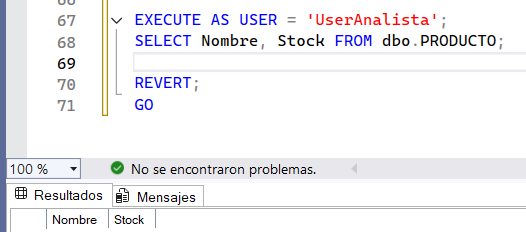 67 EXECUTE AS USER = 'UserAnalista';
68 SELECT Nombre, Stock FROM dbo.PRODUCTO;
69
70 REVERT;
71 GO
100 % No se encontraron problemas.
Resultados Mensajes
Nombre Stock